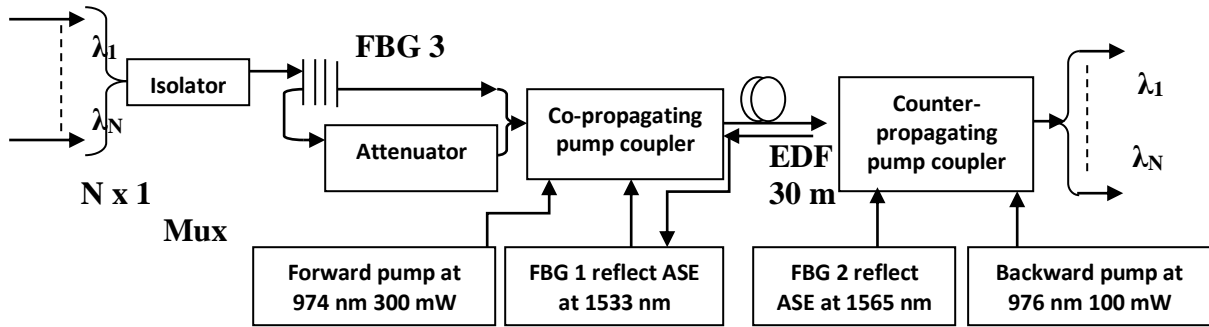 λ1
λN
N x 1
Mux
Isolator
FBG 3
Attenuator
Co-propagating
pump coupler
EDF
30 m
Counter-
propagating
pump coupler
λ1
λN
Forward pump at
974 nm 300 mW
FBG 1 reflect ASE
at 1533 nm
FBG 2 reflect
ASE at 1565 nm
Backward pump at
976 nm 100 mW